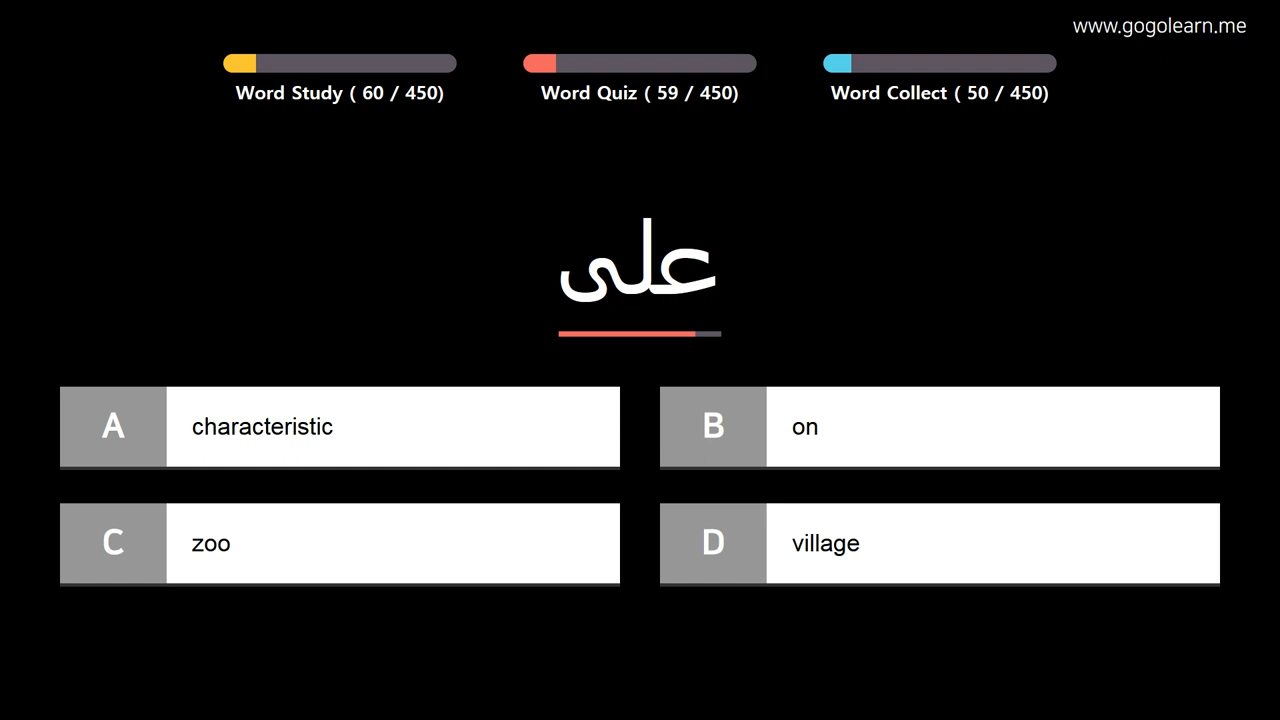 www.gogolearn.me
Word Study ( 60 / 450)
Word Quiz ( 59 / 450)
Word Collect ( 50 / 450)
على
A characteristic
B on
C zoo
D village